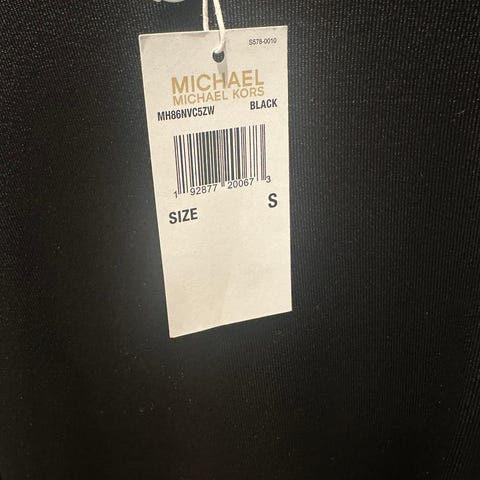 S578-0010
MICHAEL
MICHAEL KORS
MH86NVC5ZW BLACK
1 92877 20067 3
SIZE S